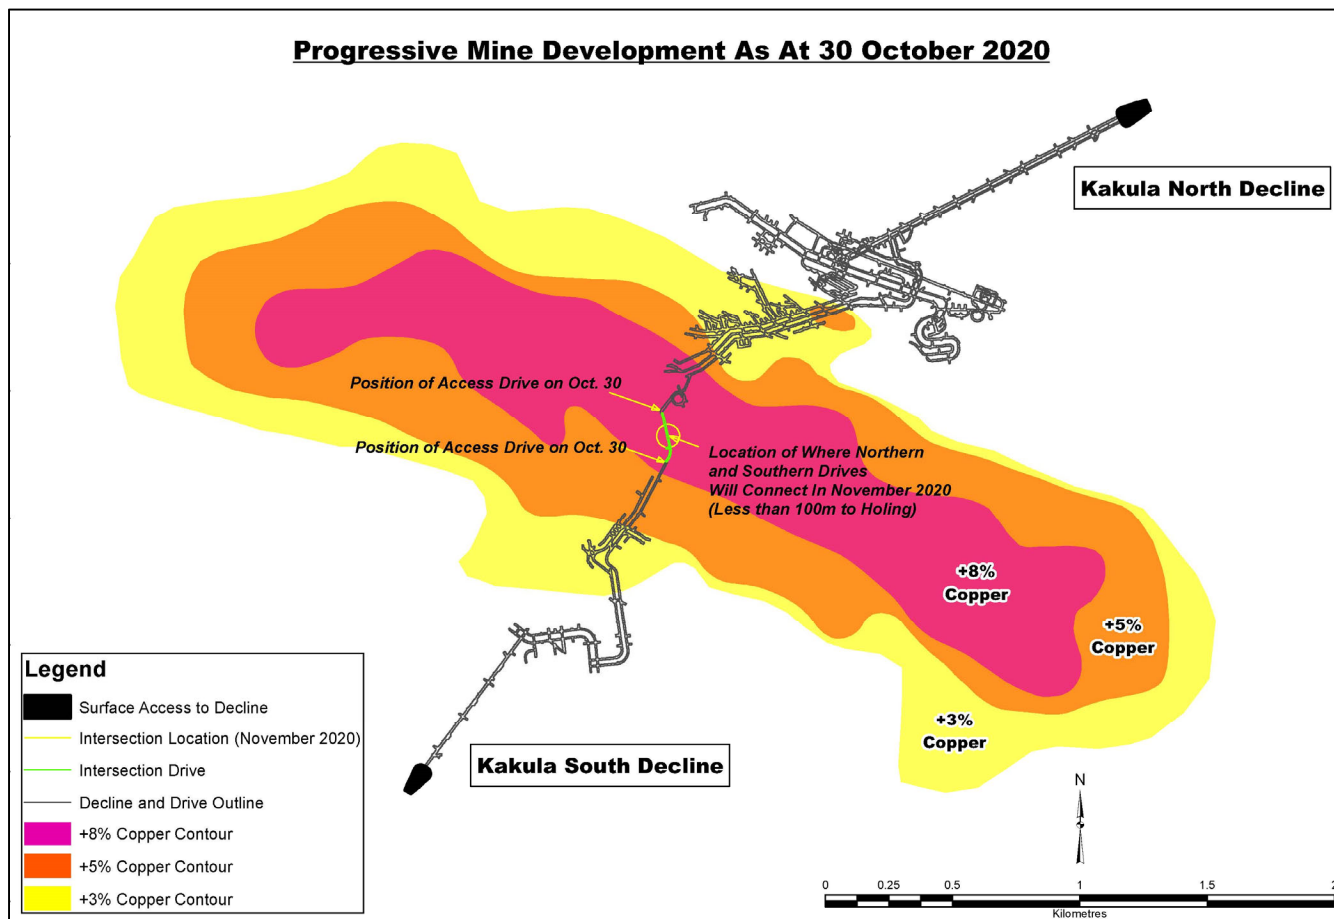 Progressive Mine Development As At 30 October 2020
Kakula North Decline
Position of Access Drive on Oct. 30
Position of Access Drive on Oct. 30
Location of Where Northern
and Southern Drives
Will Connect In November 2020
(Less than 100m to Holing)
+8%
Copper
+5%
Copper
+3%
Copper
Kakula South Decline
Legend
Surface Access to Decline
Intersection Location (November 2020)
Intersection Drive
Decline and Drive Outline
+8% Copper Contour
+5% Copper Contour
+3% Copper Contour
N
0 0.25 0.5 1 1.5 2
Kilometres